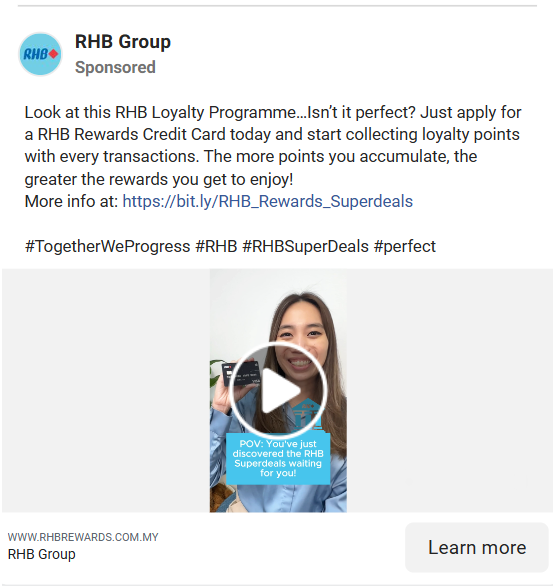 RHB
RHB Group
Sponsored
Look at this RHB Loyalty Programme…Isn’t it perfect? Just apply for
a RHB Rewards Credit Card today and start collecting loyalty points
with every transactions. The more points you accumulate, the
greater the rewards you get to enjoy!
More info at: https://bit.ly/RHB_Rewards_Superdeals
#TogetherWeProgress #RHB #RHBSuperDeals #perfect
POV: You've just
discovered the RHB
Superdeals waiting
for you!
WWW.RHBREWARDS.COM.MY
RHB Group
Learn more